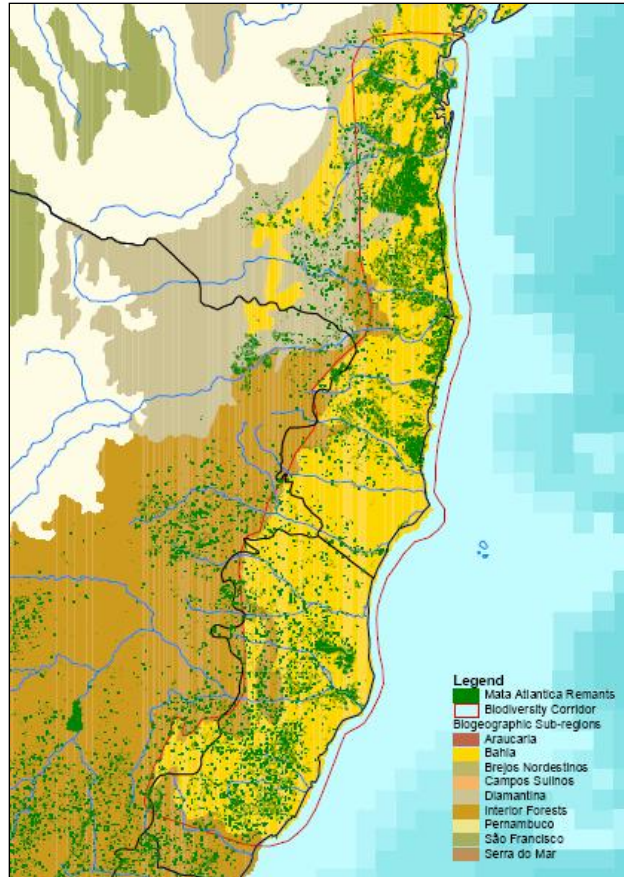 Legend
Mata Atlantica Remants
Biodiversity Corridor
Biogeographic Sub-regions
Araucaria
Bahia
Brejos Nordestinos
Campos Sulinos
Diamantina
Interior Forests
Pernambuco
São Francisco
Serra do Mar